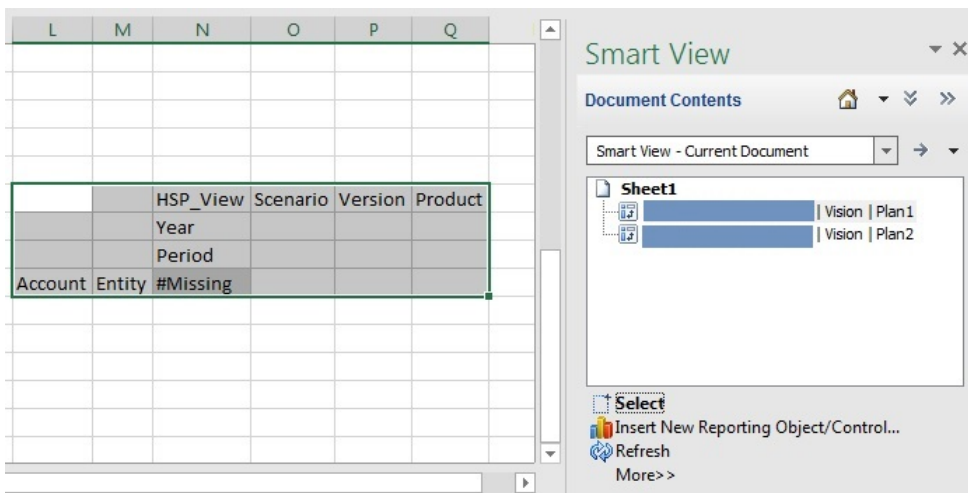 L M N O P Q
HSP_View Scenario Version Product
Year
Period
Account Entity #Missing
Smart View
Document Contents
Smart View - Current Document
Sheet1
| Vision | Plan1
| Vision | Plan2
Select
Insert New Reporting Object/Control...
Refresh
More>>